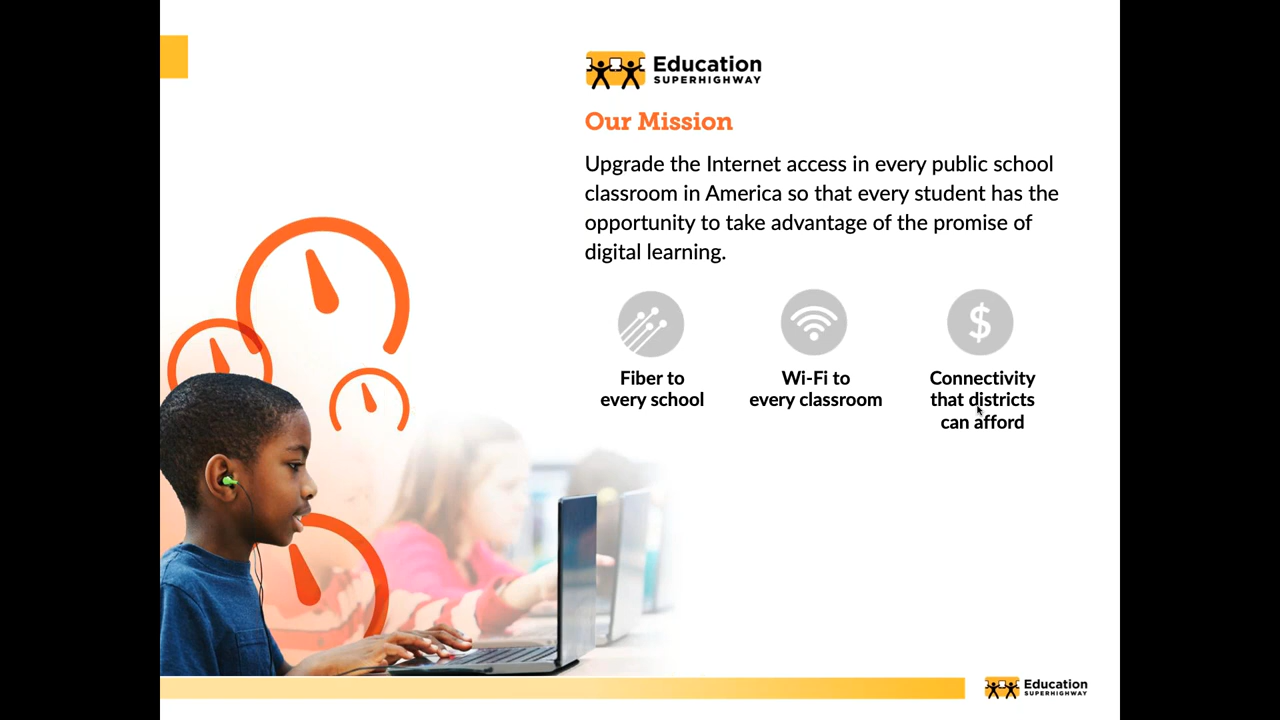 Education
SUPERHIGHWAY
Our Mission
Upgrade the Internet access in every public school
classroom in America so that every student has the
opportunity to take advantage of the promise of
digital learning.
$
Fiber to
every school
Wi-Fi to
every classroom
Connectivity
that districts
can afford
Education
SUPERHIGHWAY